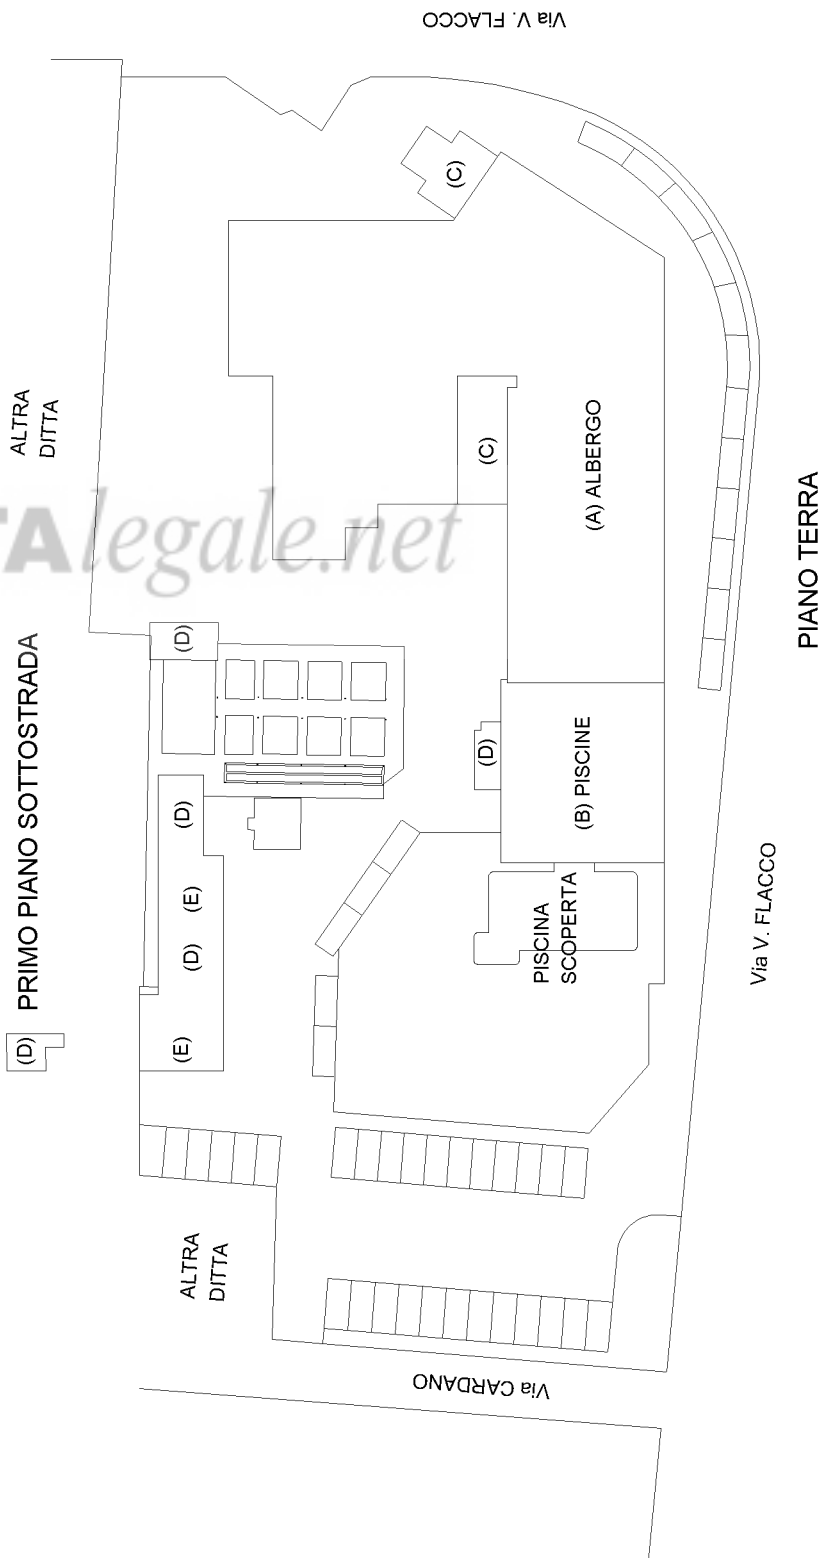 Via V. FLACCO
(C)
ALTRA
DITTA
(C)
(A) ALBERGO
PIANO TERRA
TAlegale.net
PRIMO PIANO SOTTOSTRADA
(D)
(D)
(D)
(B) PISCINE
(D)
(E)
(D)
(E)
PISCINA
SCOPERTA
Via V. FLACCO
ALTRA
DITTA
Via CARDANO